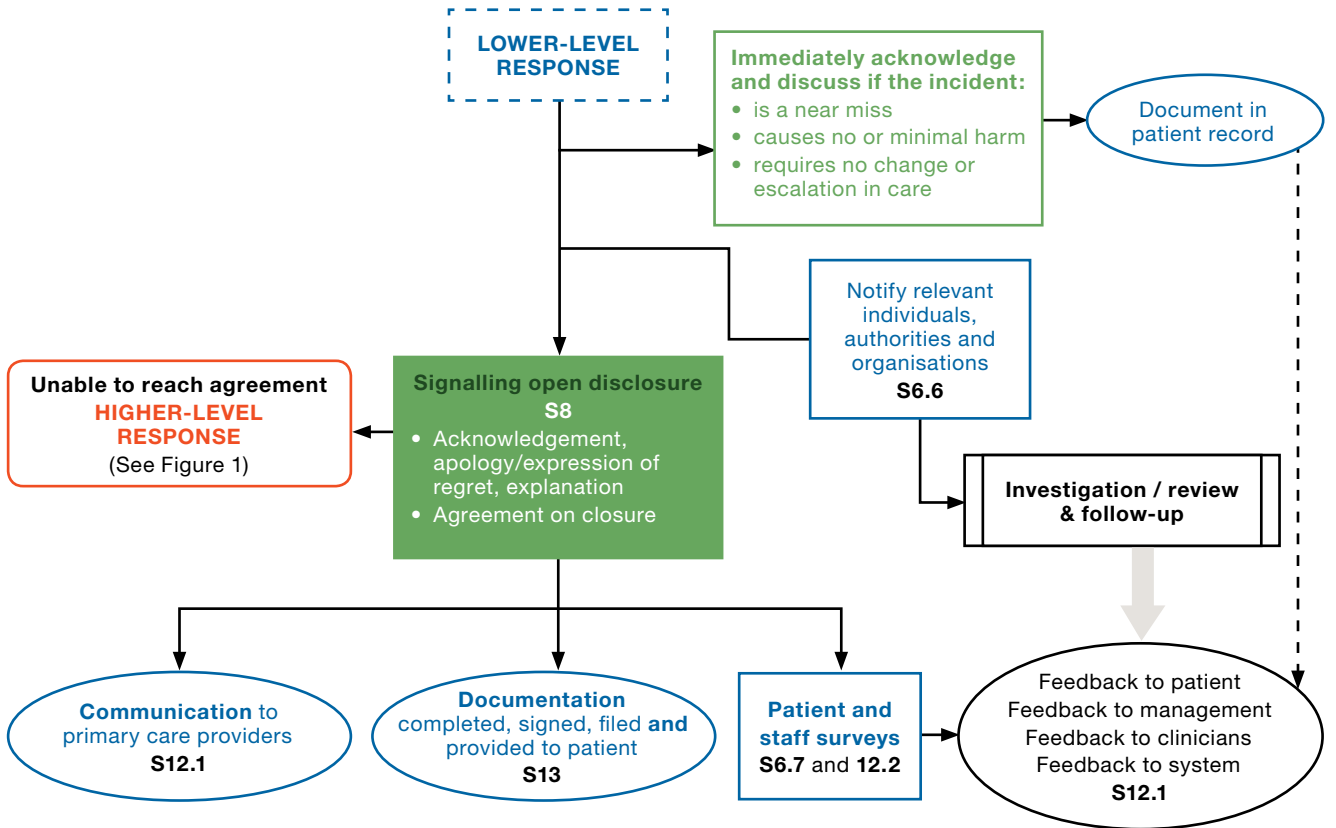 LOWER-LEVEL
RESPONSE
Immediately acknowledge
and discuss if the incident:
• is a near miss
• causes no or minimal harm
• requires no change or
escalation in care
Document in
patient record
Notify relevant
individuals,
authorities and
organisations
S6.6
Unable to reach agreement
HIGHER-LEVEL
RESPONSE
(See Figure 1)
Signalling open disclosure
S8
• Acknowledgement,
apology/expression of
regret, explanation
• Agreement on closure
Investigation / review
& follow-up
Communication to
primary care providers
S12.1
Documentation
completed, signed, filed and
provided to patient
S13
Patient and
staff surveys
S6.7 and 12.2
Feedback to patient
Feedback to management
Feedback to clinicians
Feedback to system
S12.1